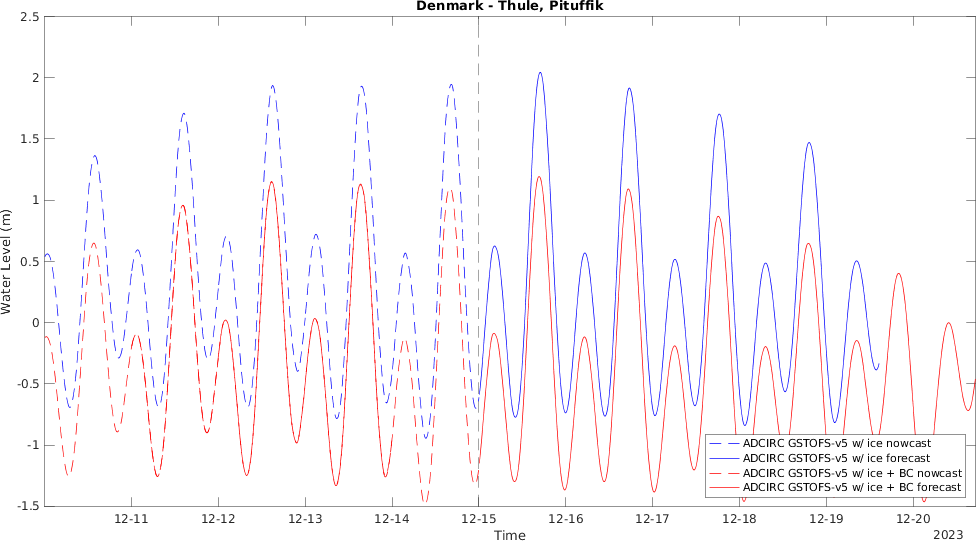 Denmark - Thule, Pituffik
2.5
2
1.5
1
0.5
0
-0.5
-1
-1.5
Water Level (m)
ADCIRC GSTOFS-v5 w/ ice nowcast
ADCIRC GSTOFS-v5 w/ ice forecast
ADCIRC GSTOFS-v5 w/ ice + BC nowcast
ADCIRC GSTOFS-v5 w/ ice + BC forecast
12-11 12-12 12-13 12-14 12-15 12-16 12-17 12-18 12-19 12-20
Time
2023